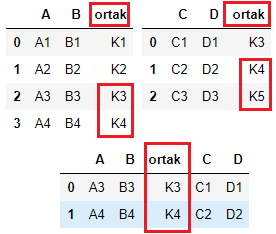 A B ortak
0 A1 B1 K1
1 A2 B2 K2
2 A3 B3 K3
3 A4 B4 K4
C D ortak
0 C1 D1 K3
1 C2 D2 K4
2 C3 D3 K5
A B ortak C D
0 A3 B3 K3 C1 D1
1 A4 B4 K4 C2 D2